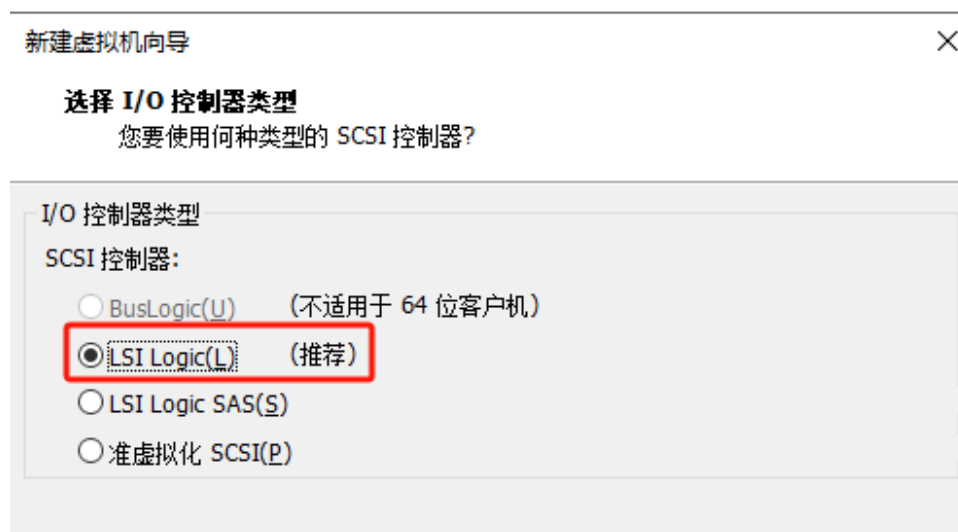 新建虚拟机向导
选择 I/O 控制器类型
您要使用何种类型的 SCSI 控制器?
I/O 控制器类型
SCSI 控制器:
BusLogic(U) (不适用于 64 位客户机)
LSI Logic(L) (推荐)
LSI Logic SAS(S)
准虚拟化 SCSI(P)